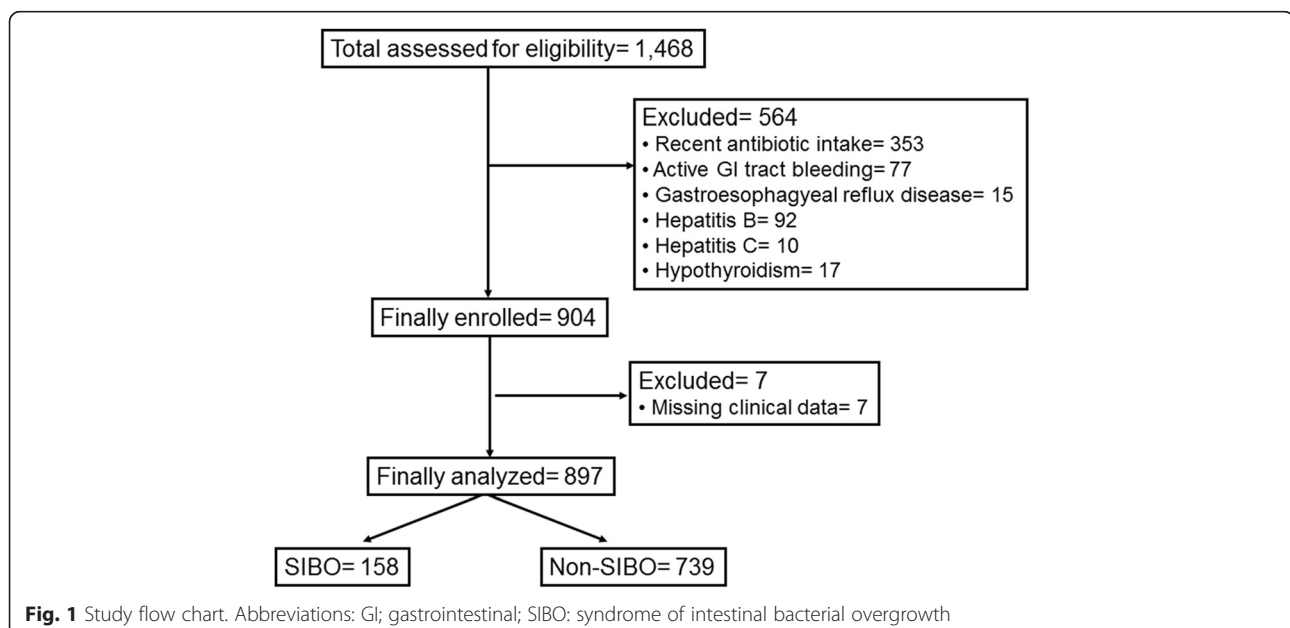 Total assessed for eligibility= 1,468
Excluded= 564
• Recent antibiotic intake= 353
• Active GI tract bleeding= 77
• Gastroesophagyeal reflux disease= 15
• Hepatitis B= 92
• Hepatitis C= 10
• Hypothyroidism= 17
Finally enrolled= 904
Excluded= 7
• Missing clinical data= 7
Finally analyzed= 897
SIBO= 158
Non-SIBO= 739
Fig. 1 Study flow chart. Abbreviations: GI; gastrointestinal; SIBO: syndrome of intestinal bacterial overgrowth